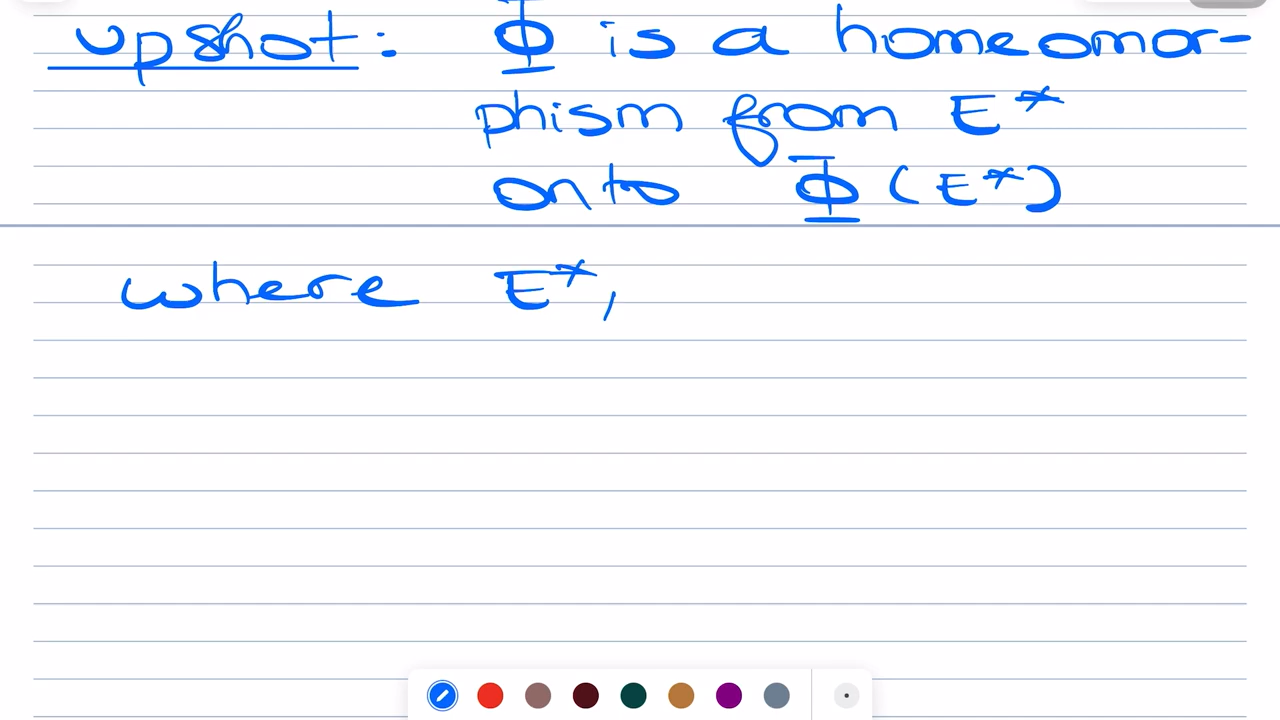 upshot: Φ is a homeomor-
phism from E*
onto Φ(E*)
where E*,